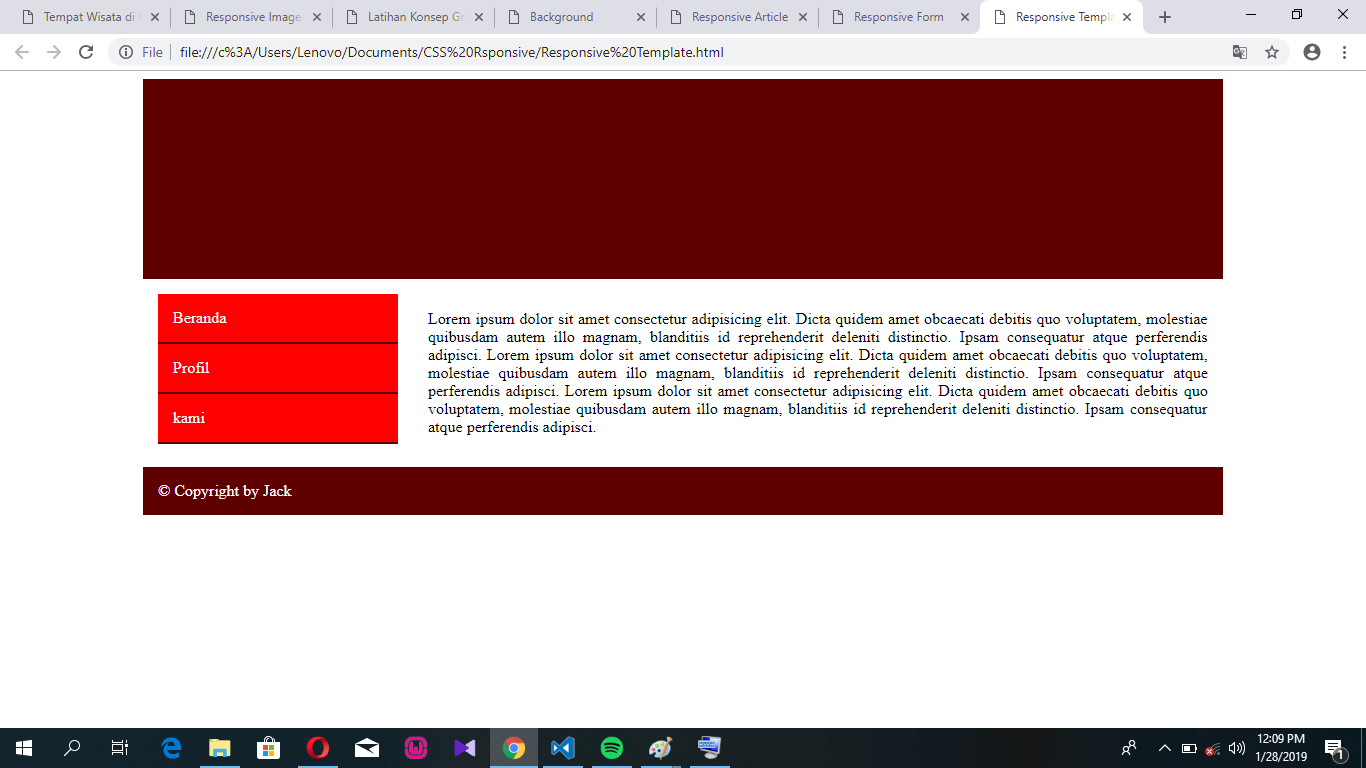 Tempat Wisata di
Responsive Image
Latihan Konsep Gr
Background
Responsive Article
Responsive Form
Responsive Templa
File
file:///c%3A/Users/Lenovo/Documents/CSS%20Rsponsive/Responsive%20Template.html
Beranda
Profil
kami
Lorem ipsum dolor sit amet consectetur adipisicing elit. Dicta quidem amet obcaecati debitis quo voluptatem, molestiae
quibusdam autem illo magnam, blanditiis id reprehenderit deleniti distinctio. Ipsam consequatur atque perferendis
adipisci. Lorem ipsum dolor sit amet consectetur adipisicing elit. Dicta quidem amet obcaecati debitis quo voluptatem,
molestiae quibusdam autem illo magnam, blanditiis id reprehenderit deleniti distinctio. Ipsam consequatur atque
perferendis adipisci. Lorem ipsum dolor sit amet consectetur adipisicing elit. Dicta quidem amet obcaecati debitis quo
voluptatem, molestiae quibusdam autem illo magnam, blanditiis id reprehenderit deleniti distinctio. Ipsam consequatur
atque perferendis adipisci.
© Copyright by Jack
12:09 PM
1/28/2019
1